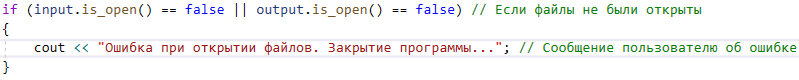 if (input.is_open() == false || output.is_open() == false) // Если файлы не были открыты
{
cout << "Ошибка при открытии файлов. Закрытие программы..."; // Сообщение пользователю об ошибке
}